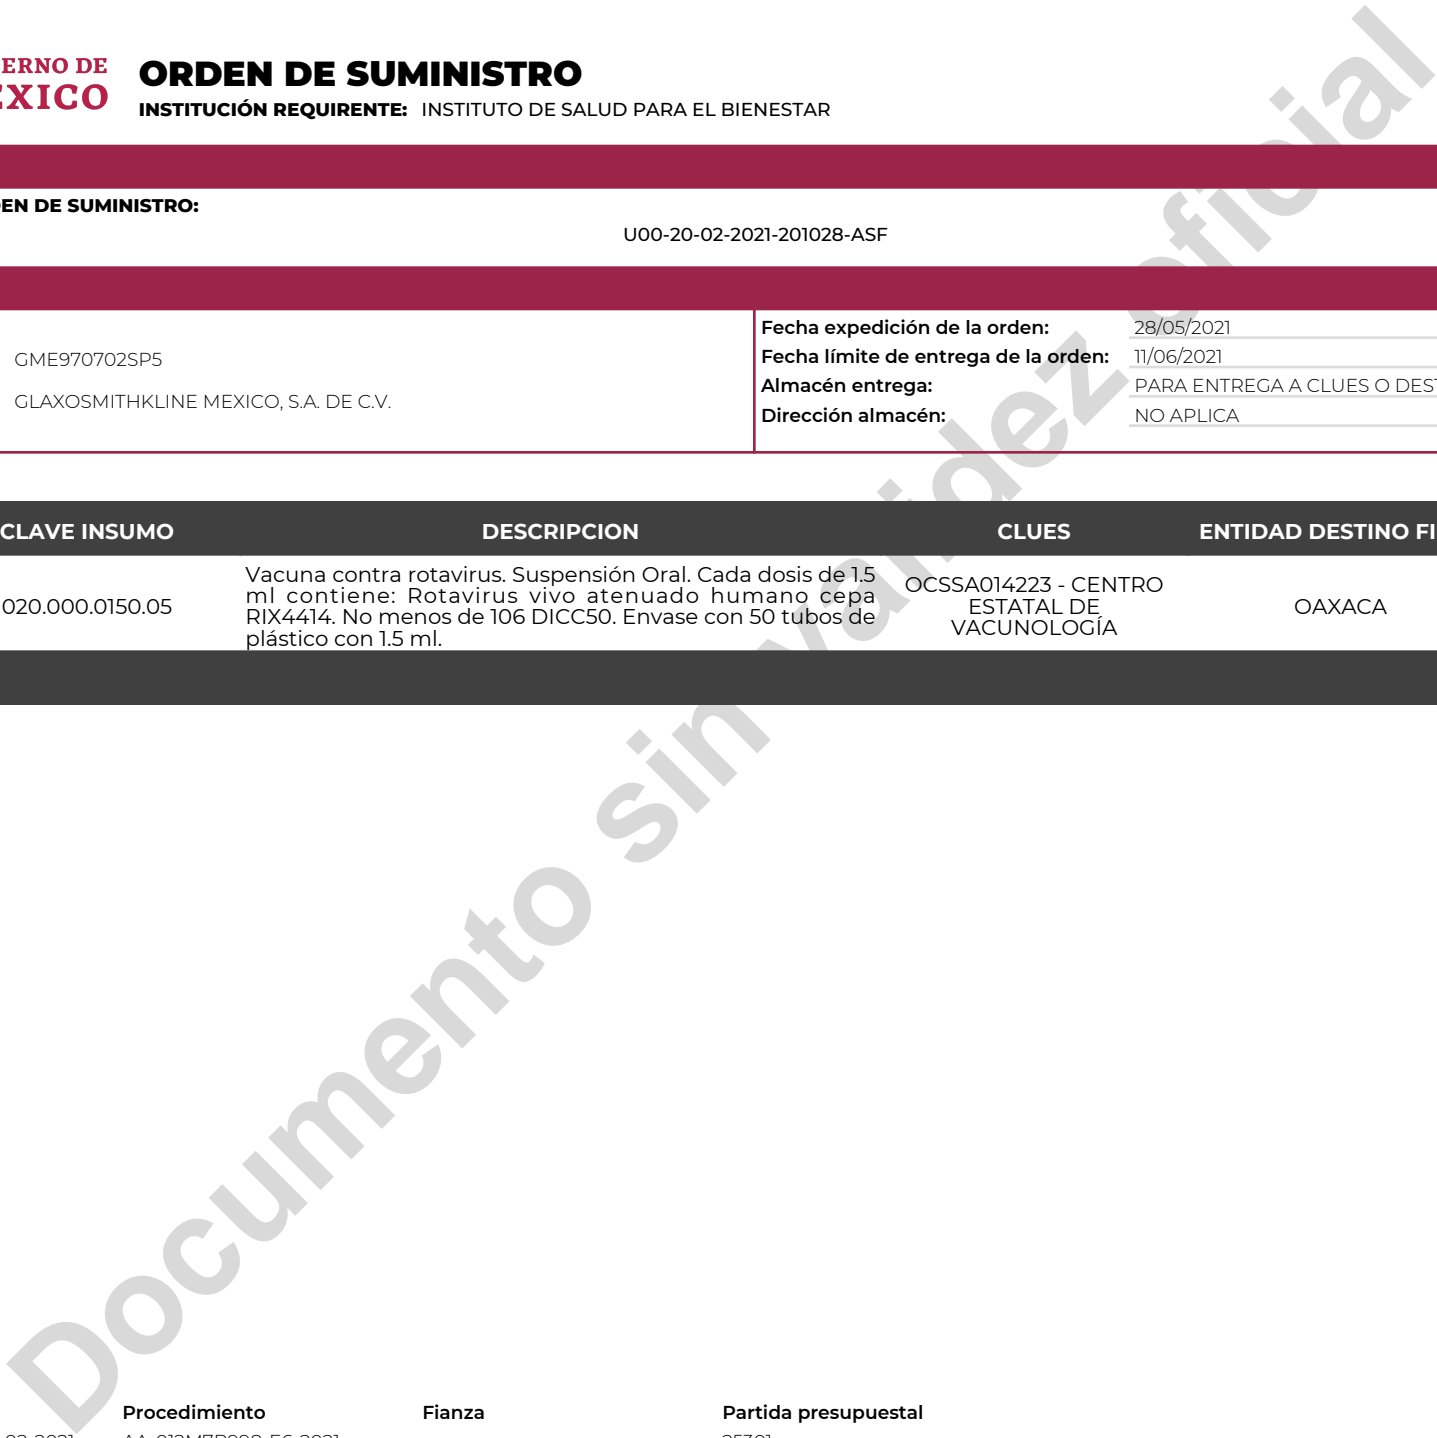 ERNO DE
ORDEN DE SUMINISTRO
XICO
INSTITUCIÓN REQUIRENTE: INSTITUTO DE SALUD PARA EL BIENESTAR
EN DE SUMINISTRO:
U00-20-02-2021-201028-ASF
Fecha expedición de la orden: 28/05/2021
GME970702SP5
Fecha límite de entrega de la orden: 11/06/2021
Almacén entrega: PARA ENTREGA A CLUES O DEST
GLAXOSMITHKLINE MEXICO, S.A. DE C.V.
Dirección almacén: NO APLICA
CLAVE INSUMO DESCRIPCION CLUES ENTIDAD DESTINO FI
020.000.0150.05
Vacuna contra rotavirus. Suspensión Oral. Cada dosis de 1.5
ml contiene: Rotavirus vivo atenuado humano cepa
RIX4414. No menos de 106 DICC50. Envase con 50 tubos de
plástico con 1.5 ml.
OCSSA014223 - CENTRO
ESTATAL DE
VACUNOLOGÍA
OAXACA
Documento sin validez oficial
Procedimiento Fianza Partida presupuestal